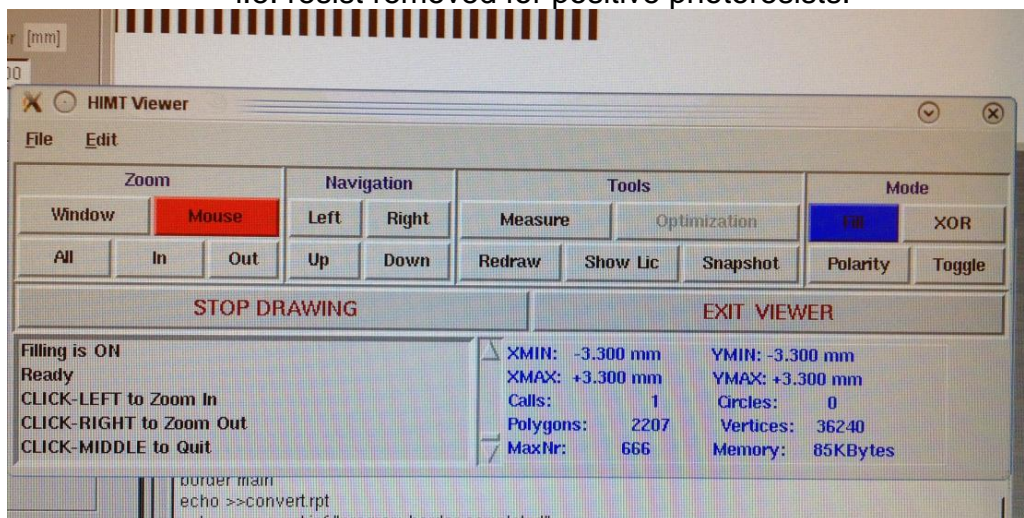 r [mm]
00
HIMT Viewer
File Edit
Zoom Navigation Tools Mode
Window Mouse Left Right Measure Optimization Fill XOR
All In Out Up Down Redraw Show Lic Snapshot Polarity Toggle
STOP DRAWING EXIT VIEWER
Filling is ON
Ready
CLICK-LEFT to Zoom In
CLICK-RIGHT to Zoom Out
CLICK-MIDDLE to Quit
XMIN: -3.300 mm YMIN: -3.300 mm
XMAX: +3.300 mm YMAX: +3.300 mm
Calls: 1 Circles: 0
Polygons: 2207 Vertices: 36240
MaxNr: 666 Memory: 85KBytes
border main
echo >>convert.rpt